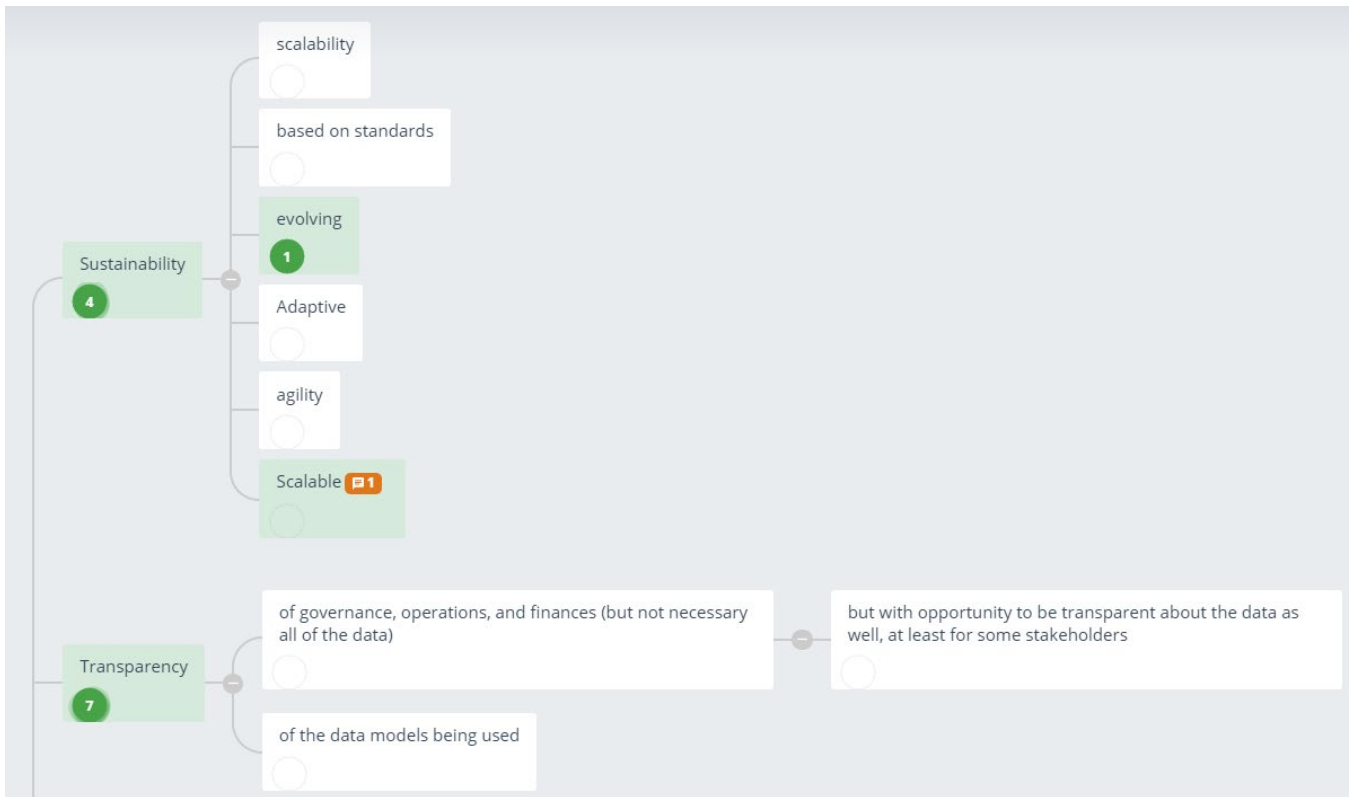 scalability
based on standards
evolving
1
Sustainability
4
Adaptive
agility
Scalable 1
of governance, operations, and finances (but not necessary
all of the data)
but with opportunity to be transparent about the data as
well, at least for some stakeholders
Transparency
7
of the data models being used